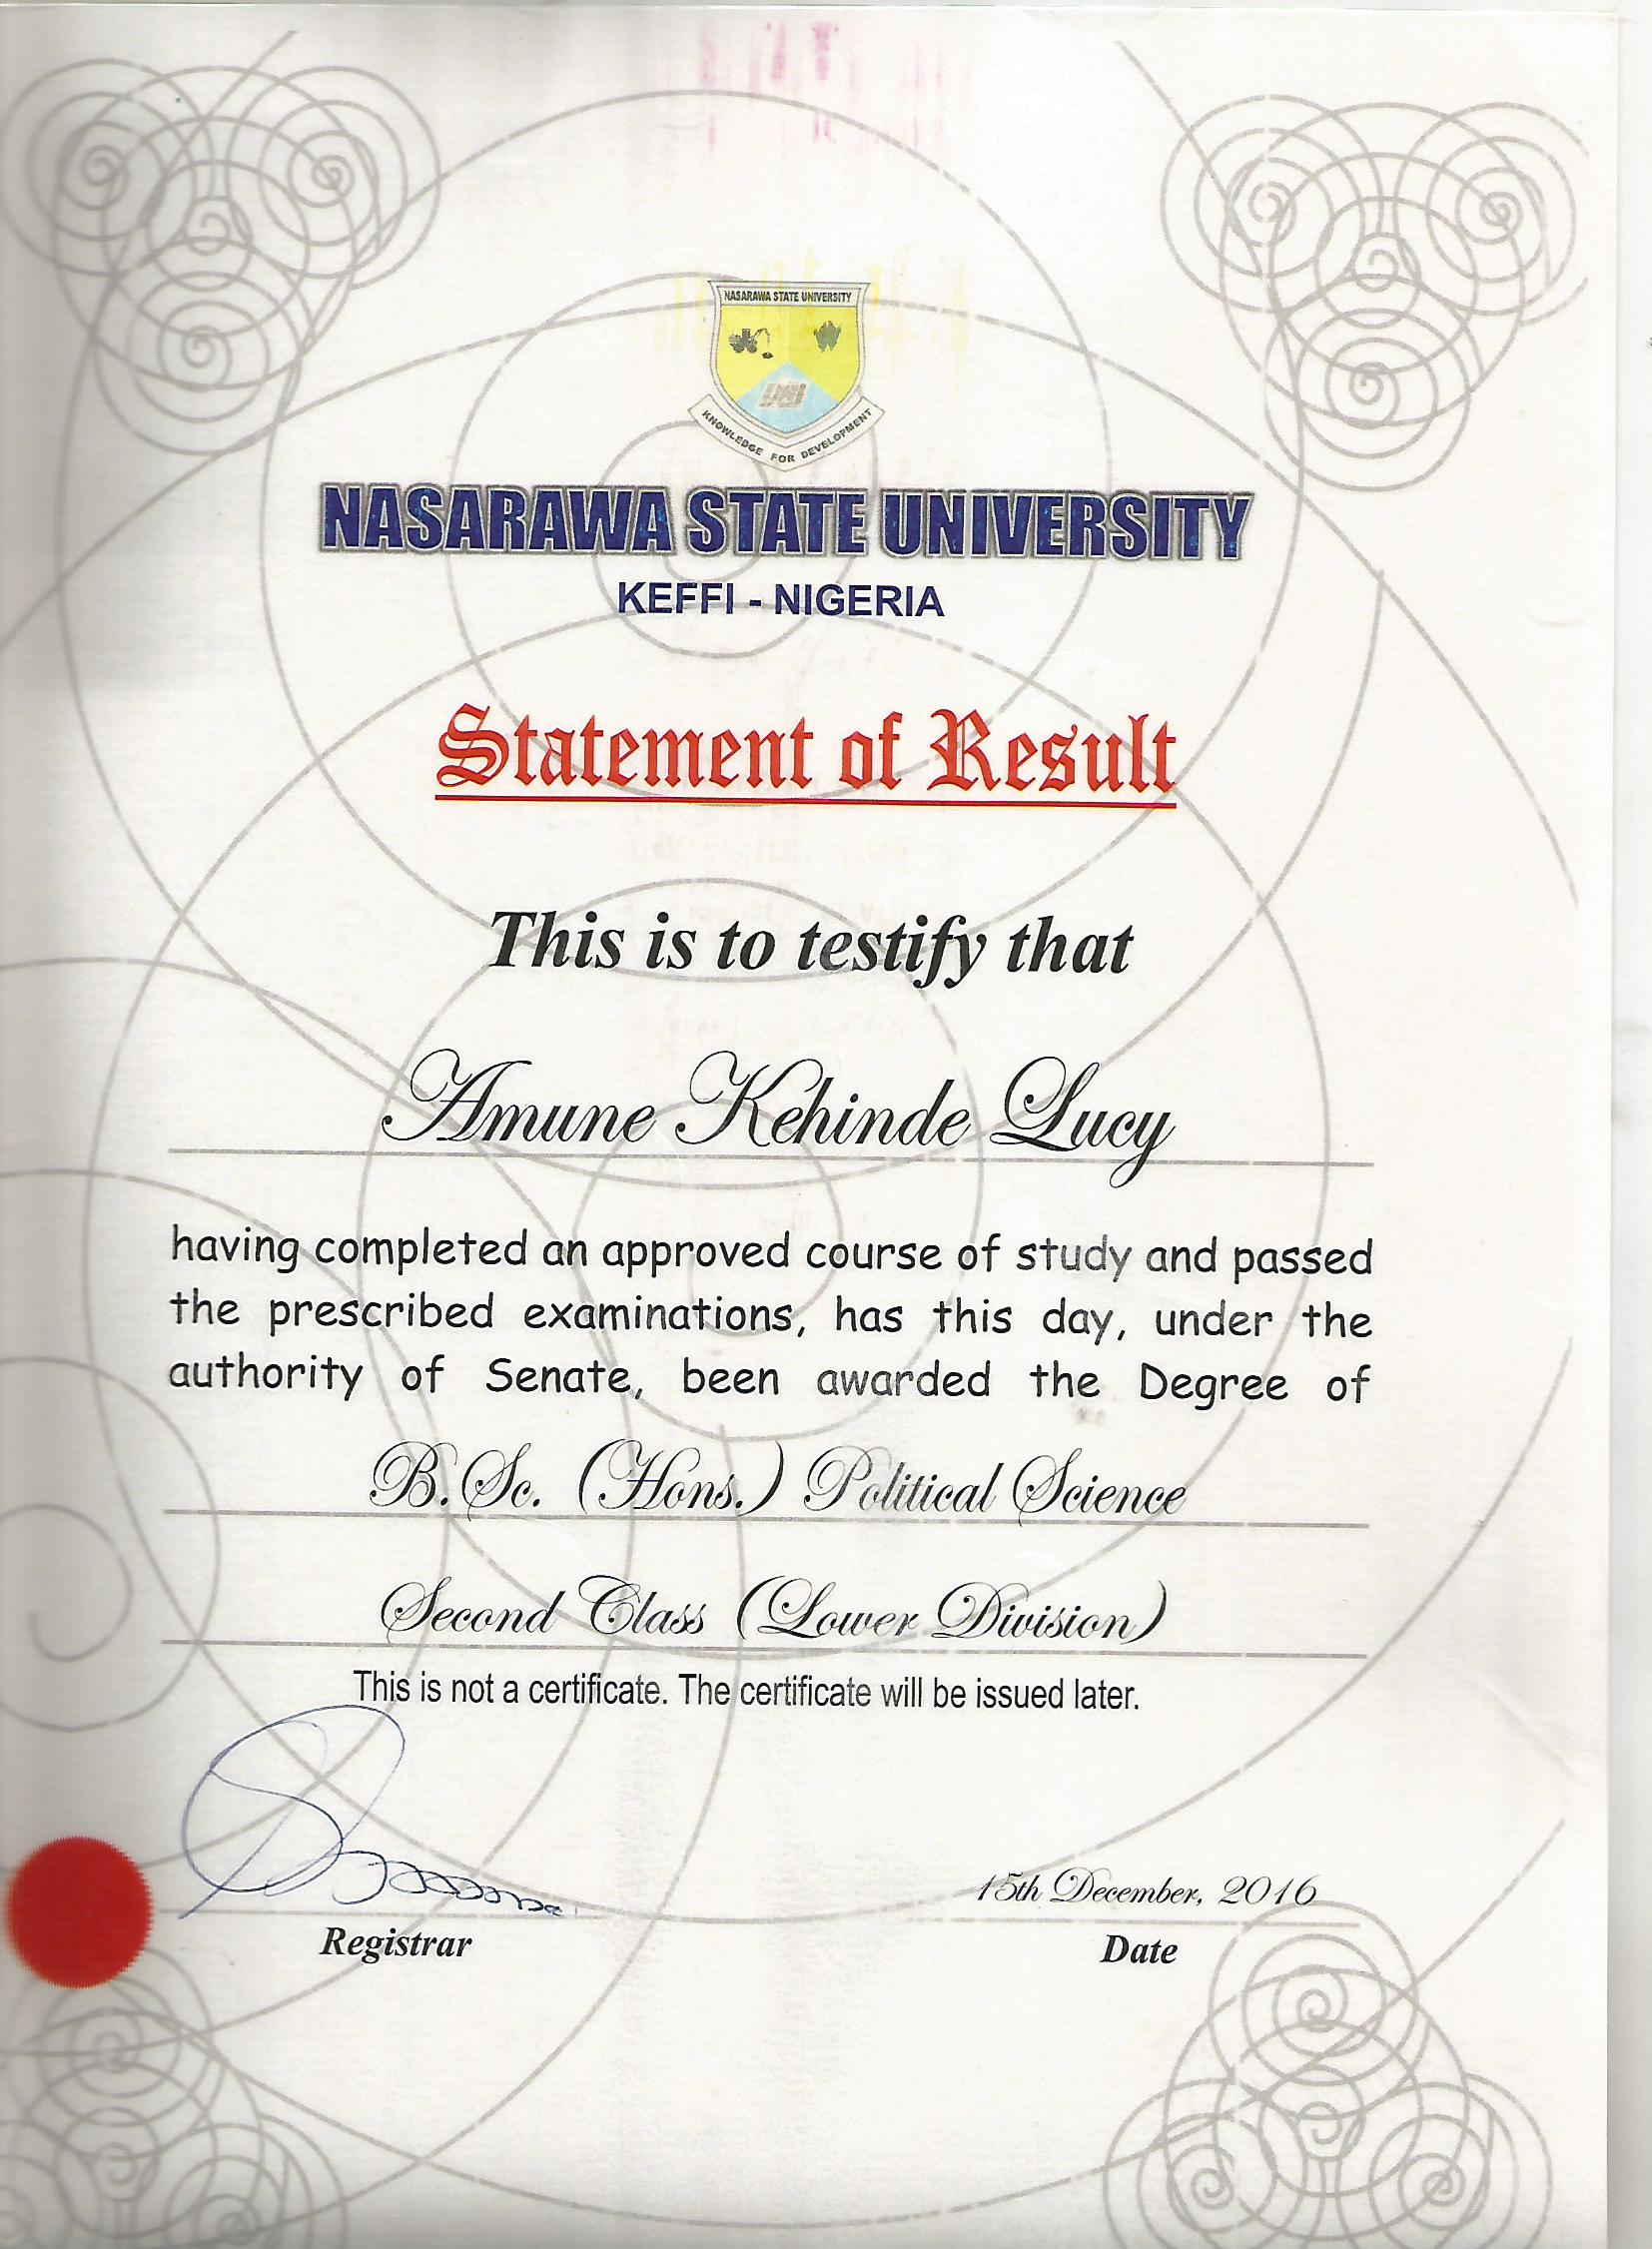 NASARAWA STATE UNIVERSITY
KNOWLEDGE FOR DEVELOPMENT
NASARAWA STATE UNIVERSITY
KEFFI - NIGERIA
Statement of Result
This is to testify that
Amune Kehinde Lucy
having completed an approved course of study and passed
the prescribed examinations, has this day, under the
authority of Senate, been awarded the Degree of
B.Sc. (Hons.) Political Science
Second Class (Lower Division)
This is not a certificate. The certificate will be issued later.
15th December, 2016
Registrar
Date